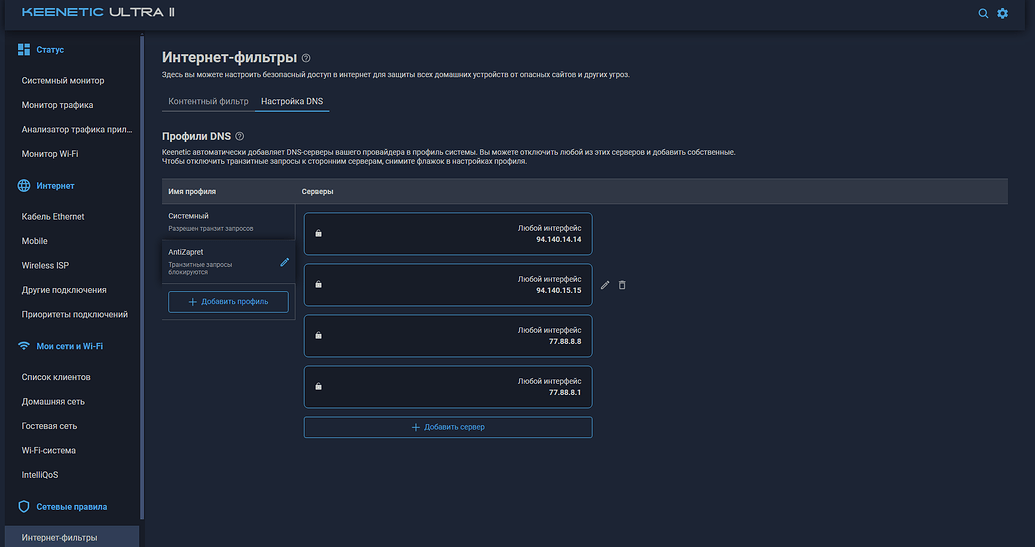 KEENETIC ULTRA II
Статус
Системный монитор
Монитор трафика
Анализатор трафика прил...
Монитор Wi-Fi
Интернет
Кабель Ethernet
Mobile
Wireless ISP
Другие подключения
Приоритеты подключений
Мои сети и Wi-Fi
Список клиентов
Домашняя сеть
Гостевая сеть
Wi-Fi-система
IntelliQoS
Сетевые правила
Интернет-фильтры
Интернет-фильтры
Здесь вы можете настроить безопасный доступ в интернет для защиты всех домашних устройств от опасных сайтов и других угроз.
Контентный фильтр
Настройка DNS
Профили DNS
Keenetic автоматически добавляет DNS-серверы вашего провайдера в профиль системы. Вы можете отключить любой из этих серверов и добавить собственные.
Чтобы отключить транзитные запросы к сторонним серверам, снимите флажок в настройках профиля.
Имя профиля
Серверы
Системный
Разрешен транзит запросов
AntiZapret
Транзитные запросы
блокируются
Добавить профиль
Любой интерфейс
94.140.14.14
Любой интерфейс
94.140.15.15
Любой интерфейс
77.88.8.8
Любой интерфейс
77.88.8.1
Добавить сервер